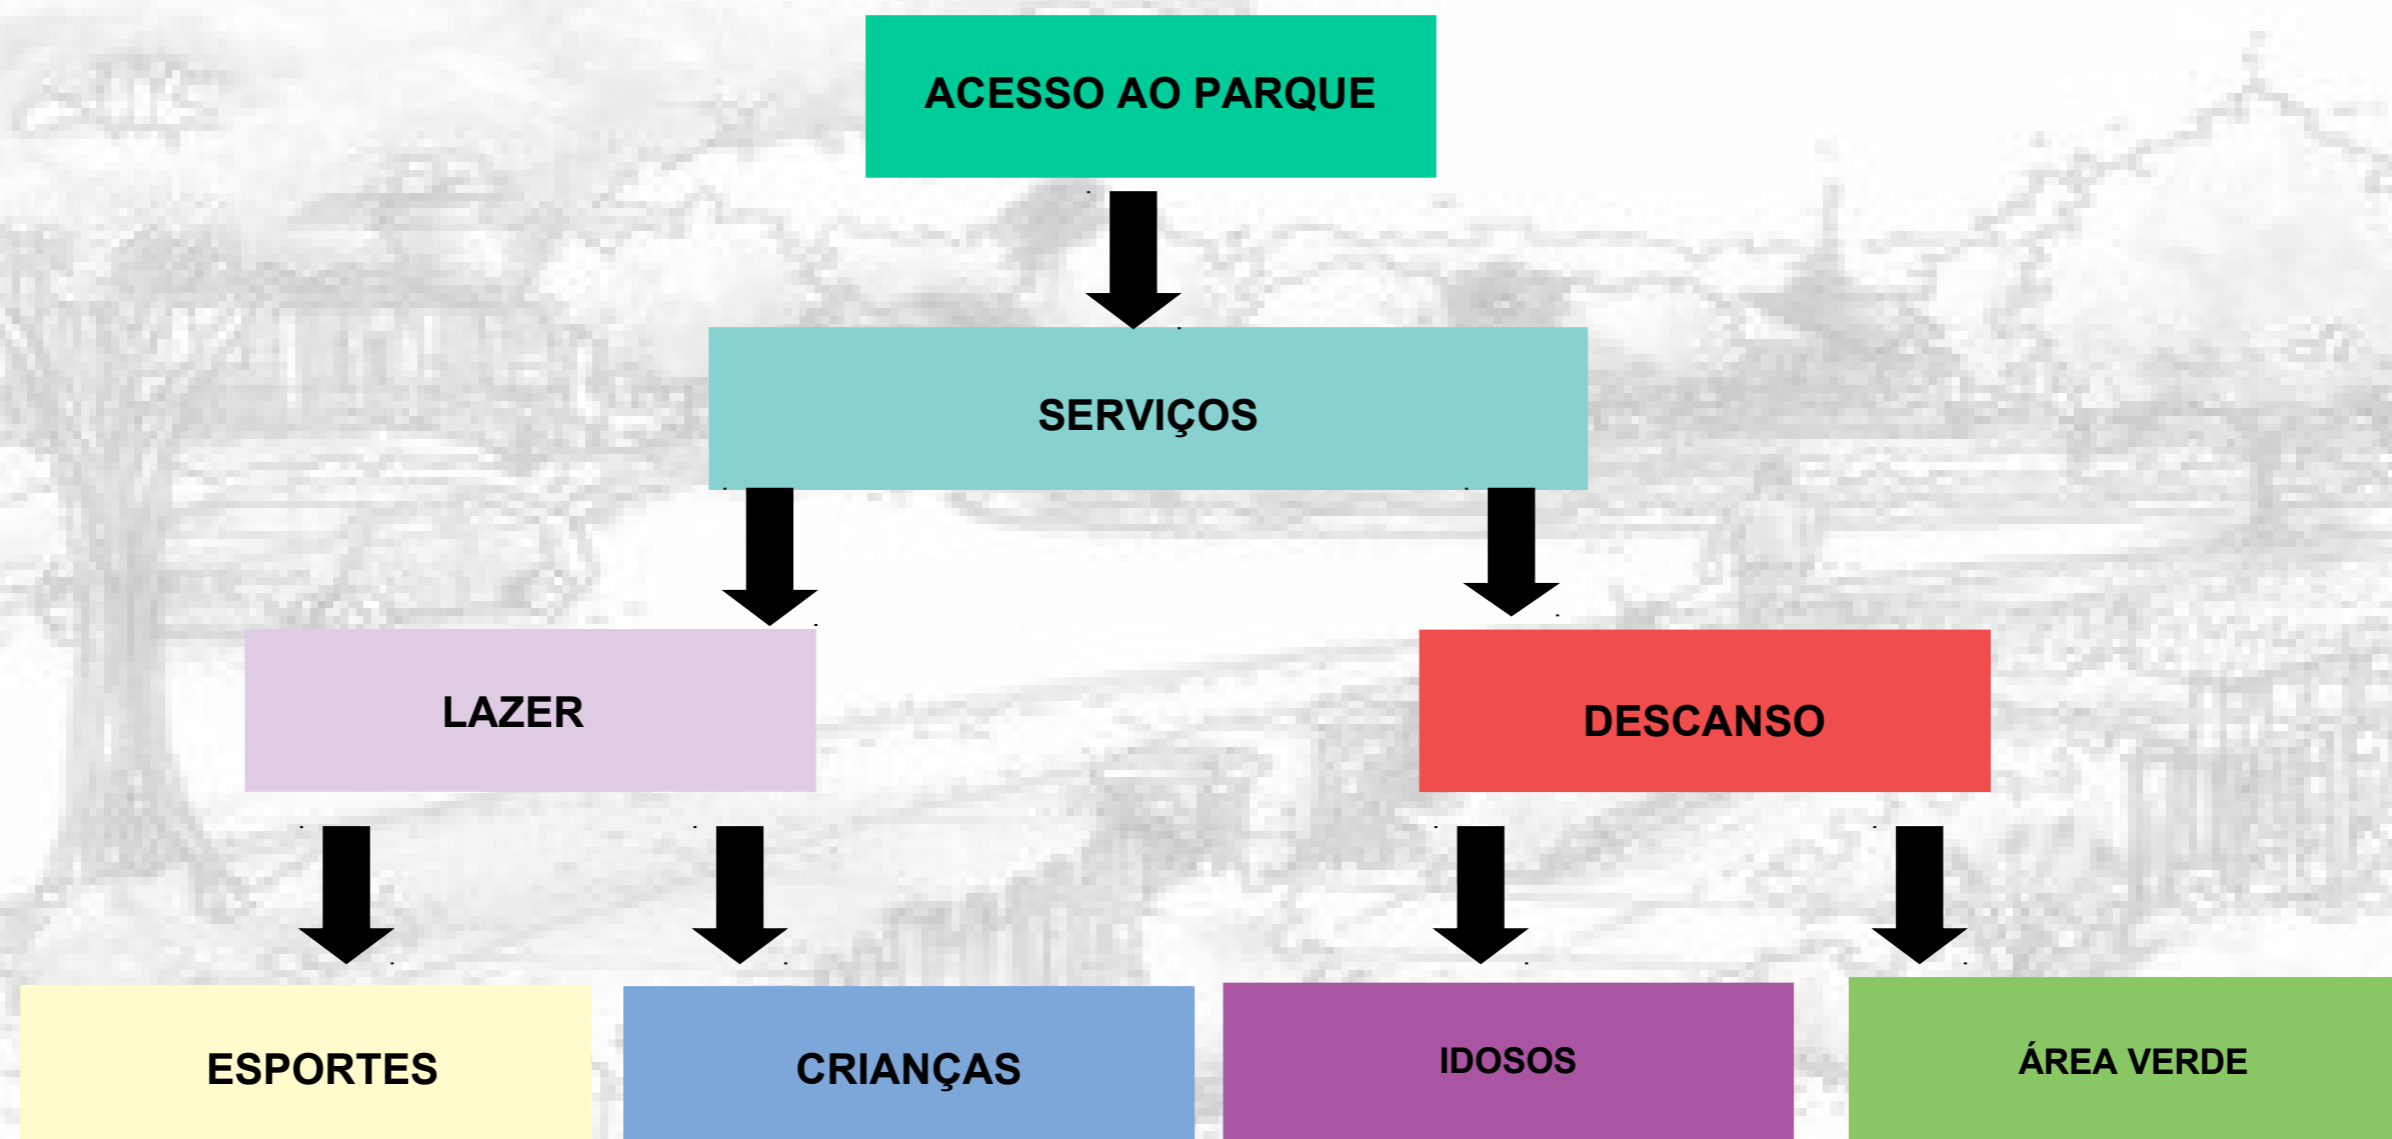 ACESSO AO PARQUE
SERVIÇOS
LAZER
DESCANSO
ESPORTES
CRIANÇAS
IDOSOS
ÁREA VERDE